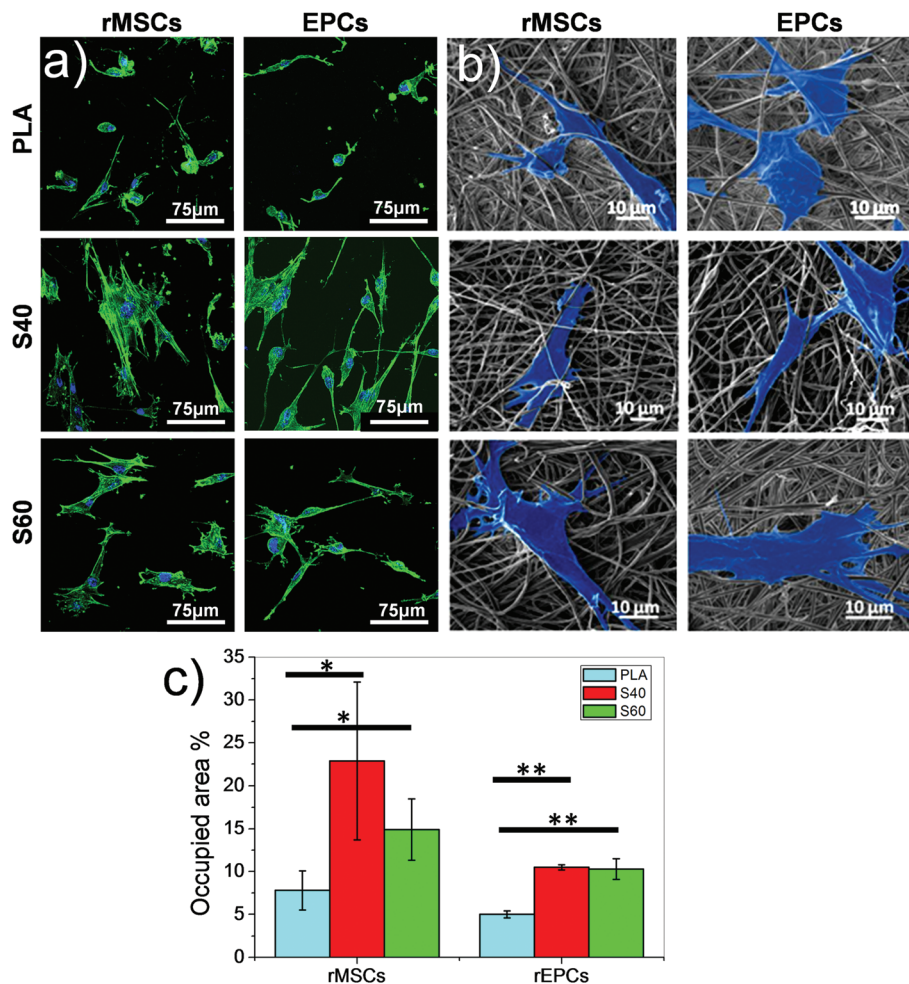 rMSCs EPCs rMSCs EPCs
a) b)
PLA
75µm 75µm 10 µm 10 µm
S40
75µm 75µm 10 µm 10 µm
S60
75µm 75µm 10 µm 10 µm
c)
Occupied area %
35
30
25
20
15
10
5
0
* 
*
**
**
PLA
S40
S60
rMSCs rEPCs